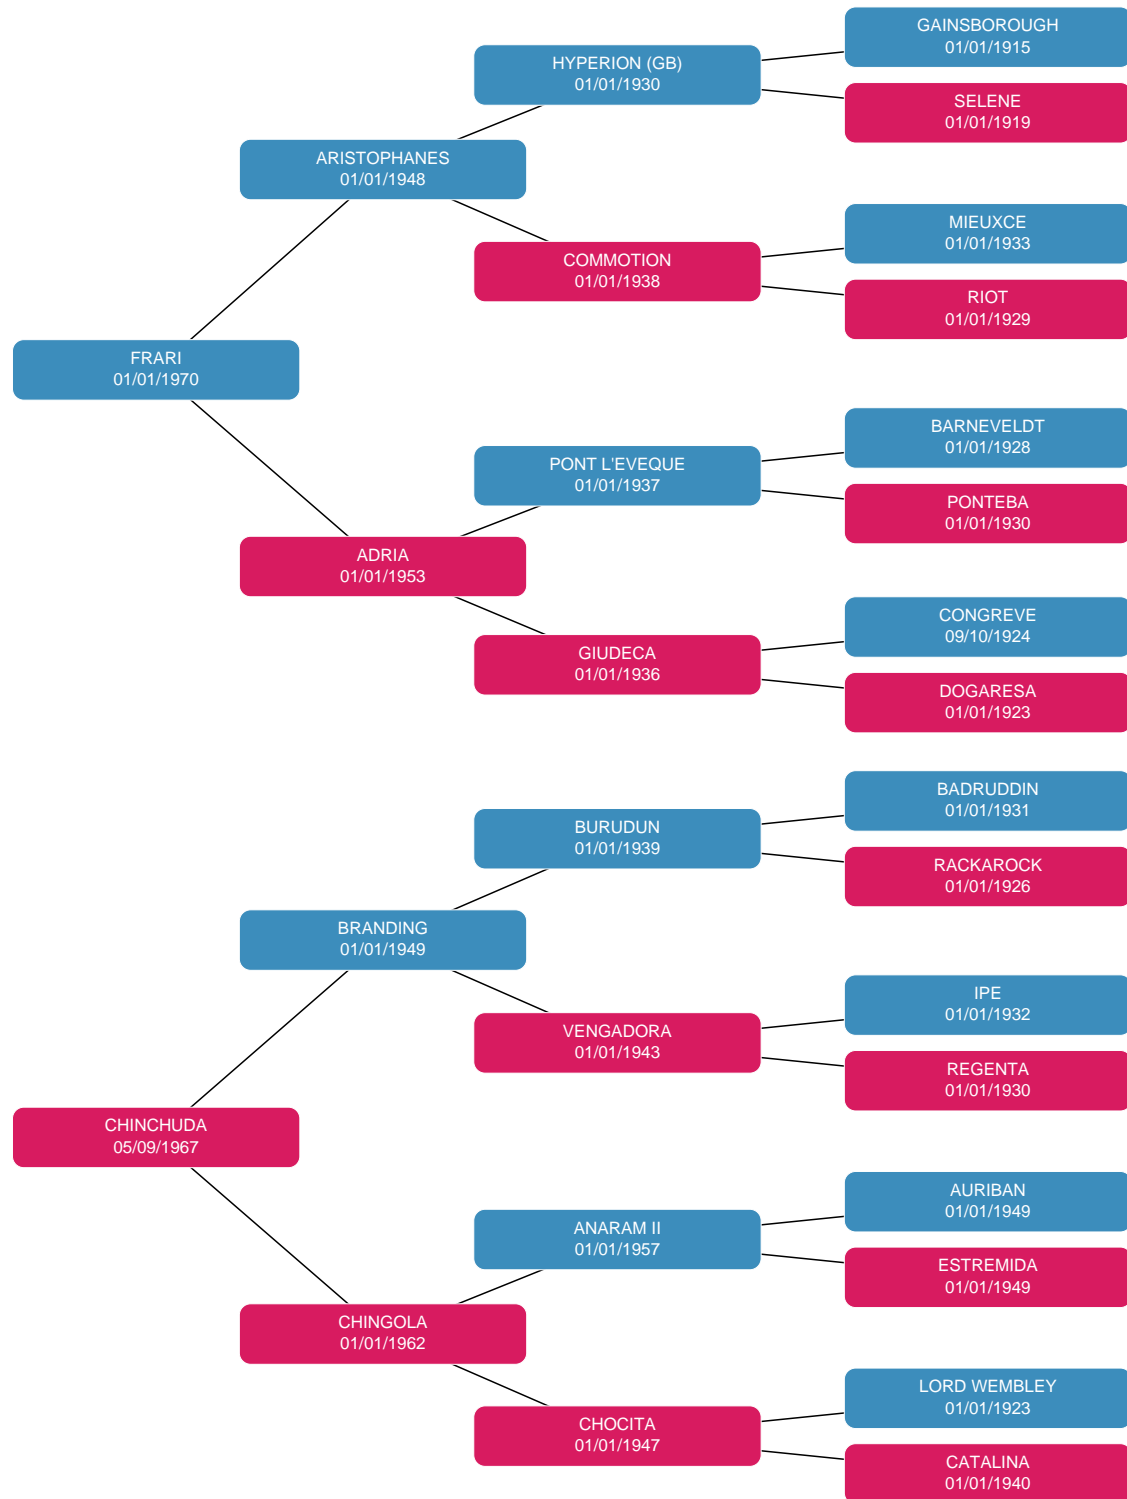 GAINSBOROUGH
01/01/1915
HYPERION (GB)
01/01/1930
SELENE
01/01/1919
ARISTOPHANES
01/01/1948
MIEUXCE
01/01/1933
COMMOTION
01/01/1938
RIOT
01/01/1929
FRARI
01/01/1970
BARNEVELDT
01/01/1928
PONT L'EVEQUE
01/01/1937
PONTEBA
01/01/1930
ADRIA
01/01/1953
CONGREVE
09/10/1924
GIUDECA
01/01/1936
DOGARESA
01/01/1923
BADRUDDIN
01/01/1931
BURUDUN
01/01/1939
RACKAROCK
01/01/1926
BRANDING
01/01/1949
IPE
01/01/1932
VENGADORA
01/01/1943
REGENTA
01/01/1930
CHINCHUDA
05/09/1967
AURIBAN
01/01/1949
ANARAM II
01/01/1957
ESTREMIDA
01/01/1949
CHINGOLA
01/01/1962
LORD WEMBLEY
01/01/1923
CHOCITA
01/01/1947
CATALINA
01/01/1940